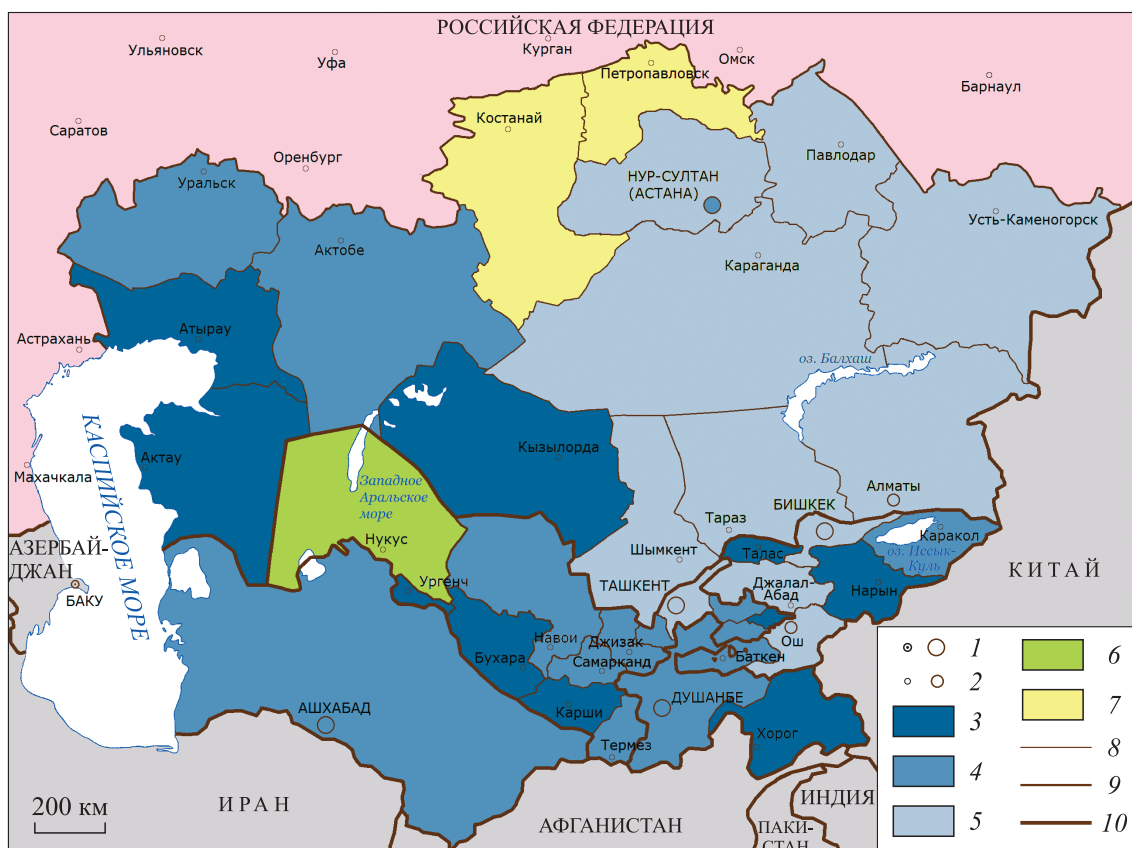 РОССИЙСКАЯ ФЕДЕРАЦИЯ
Ульяновск
Уфа
Курган
Омск
Петропавловск
Барнаул
Саратов
Костанай
Оренбург
Павлодар
Уральск
НУР-СУЛТАН
(АСТАНА)
Усть-Каменогорск
Актобе
Караганда
Атырау
Астрахань
оз. Балхаш
КАСПИЙСКОЕ МОРЕ
Кызылорда
Актау
Махачкала
Западное
Аральское
море
Алматы
БИШКЕК
Тараз
Каракол
оз. Иссык-
Куль
Нукус
АЗЕРБАЙ-
ДЖАН
Шымкент
Талас
КИТАЙ
Ургенч
ТАШКЕНТ
Джалал-
Абад
Нарын
БАКУ
Навои
Джизак
Ош
Бухара
Самарканд
Баткен
АШХАБАД
Карши
ДУШАНБЕ
Термез
Хорог
ИРАН
АФГАНИСТАН
ИНДИЯ
ПАКИ-
СТАН
200 км
1
2
3
4
5
6
7
8
9
10